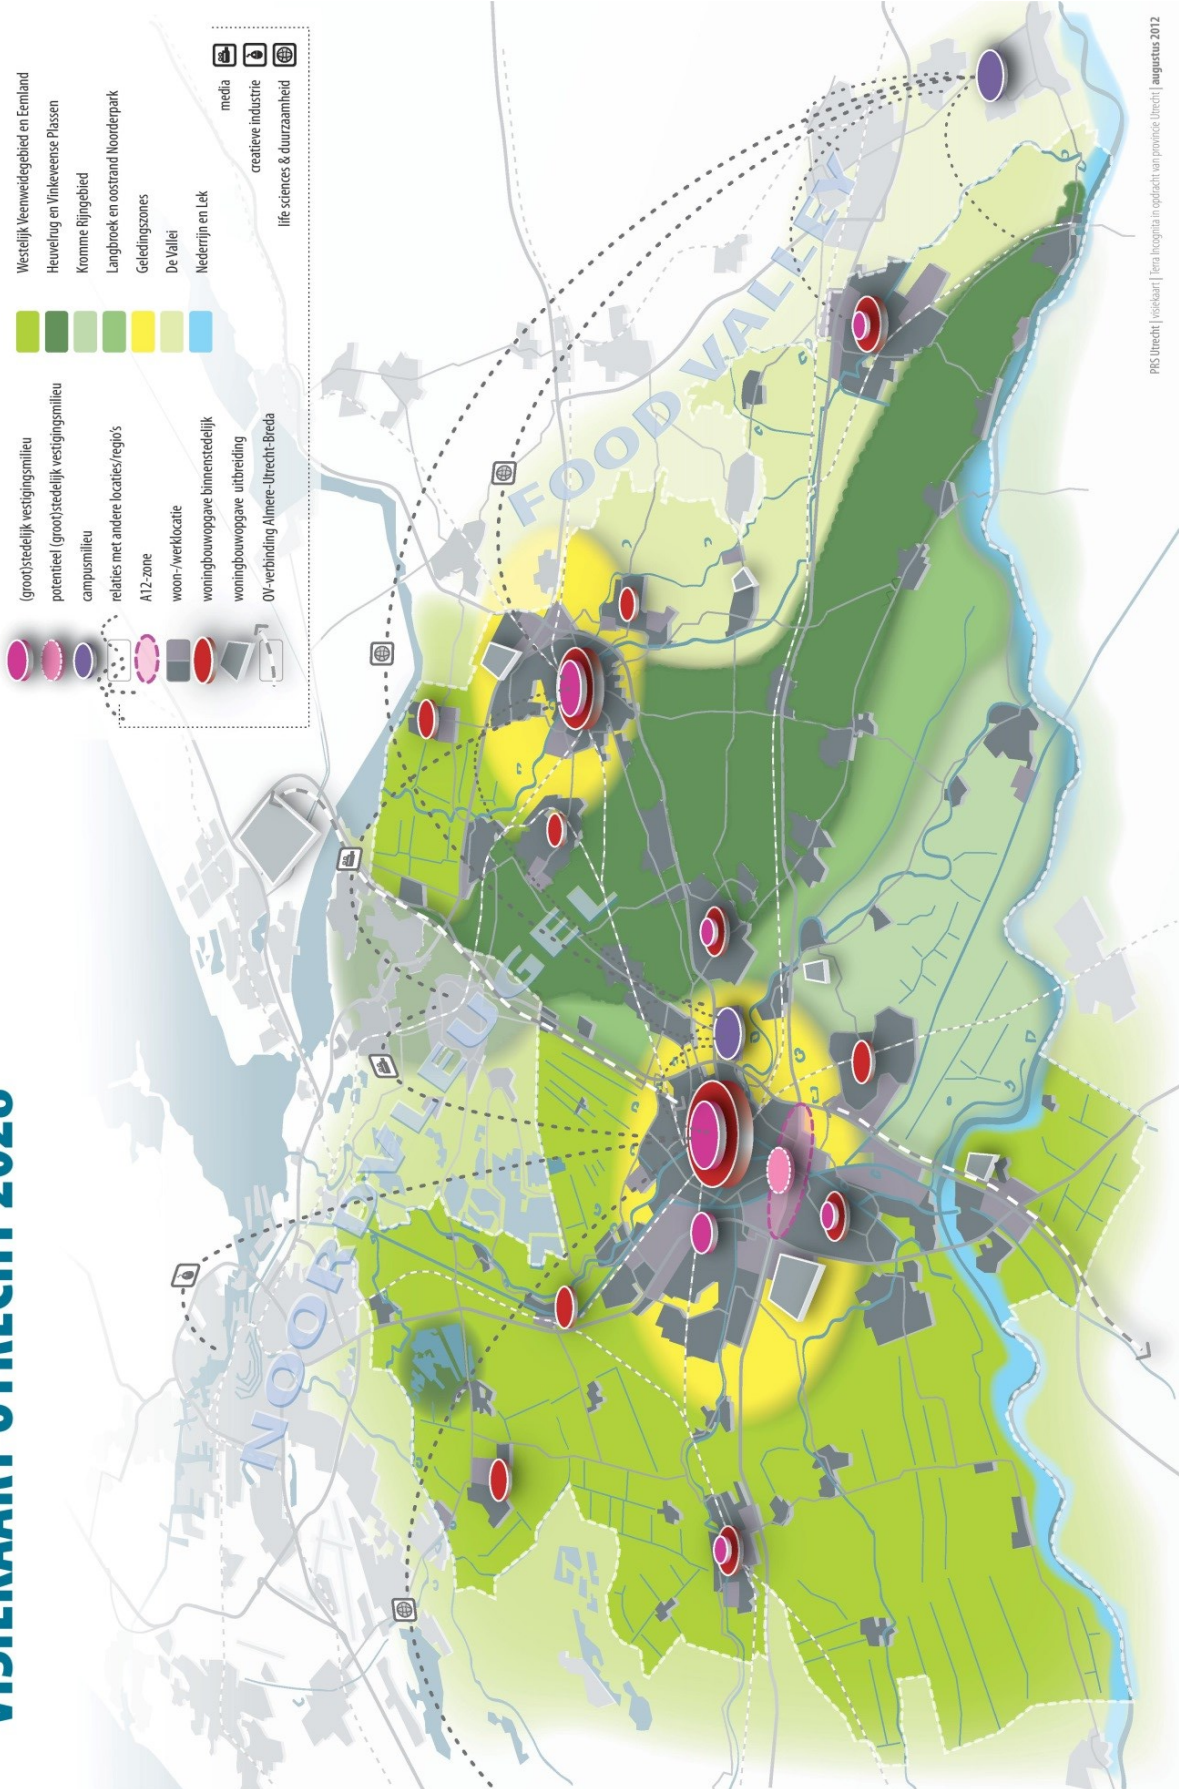 VISIEKAART UTRECHT 2028
(groot)stedelijk vestigingsmilieu
potentieel (groot)stedelijk vestigingsmilieu
campusmilieu
relaties met andere locaties/regio's
A12-zone
woon-/werklocatie
woningbouwopgave binnenstedelijk
woningbouwopgave uitbreiding
OV-verbinding Almere-Utrecht-Breda
Westelijk Veenweidegebied en Eemland
Heuvelrug en Vinkeveense Plassen
Kromme Rijngebied
Langbroek en oostrand Noorderpark
Geledingszones
De Vallei
Nederrijn en Lek
media
creatieve industrie
life sciences & duurzaamheid
NOORDVLEUGEL
FOOD VALLEY
PRS Utrecht | visiekaart | Terra Incognita in opdracht van provincie Utrecht | augustus 2012